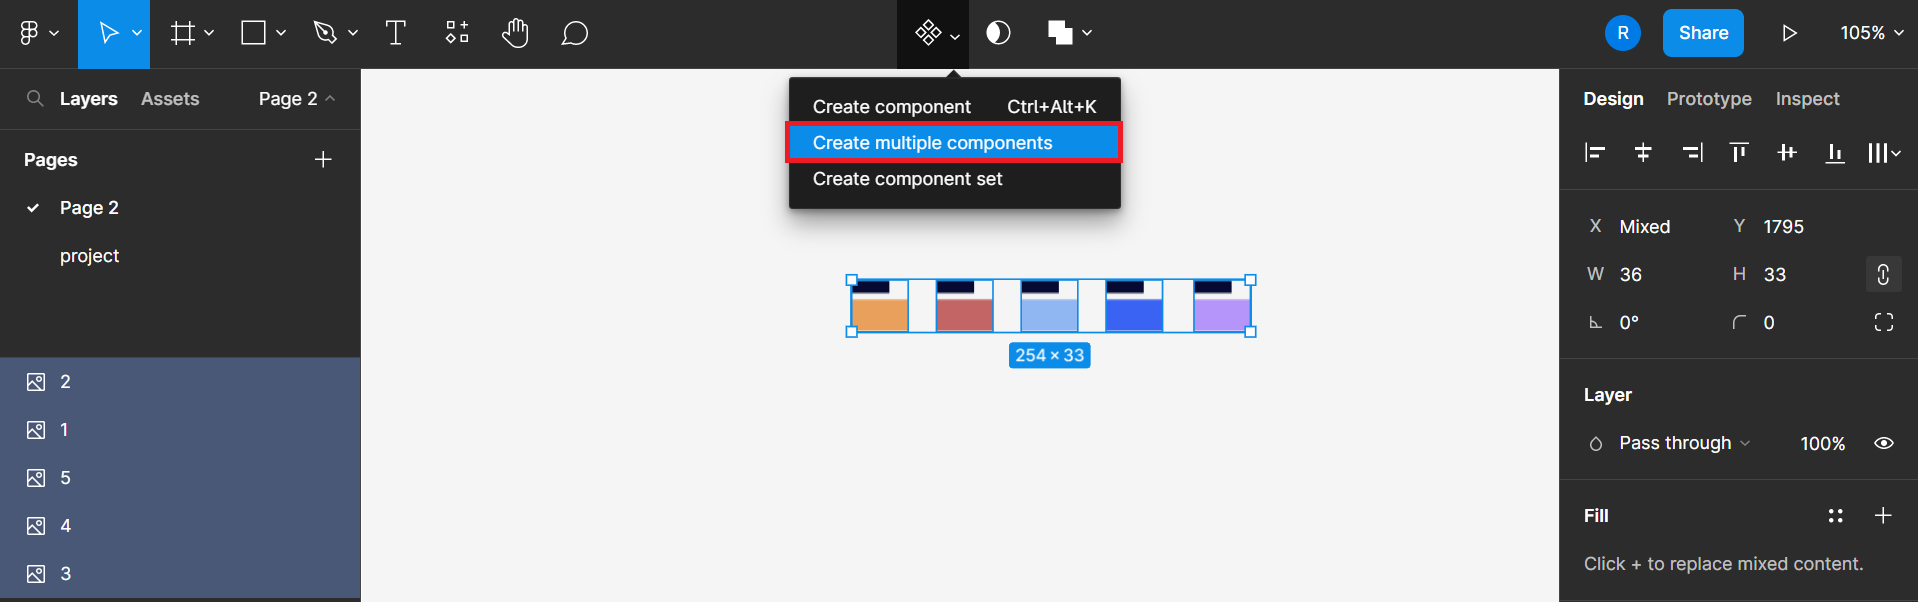 R
Share
105%
Layers Assets Page 2
Pages
Page 2
project
2
1
5
4
3
Create component Ctrl+Alt+K
Create multiple components
Create component set
254 × 33
Design Prototype Inspect
X Mixed Y 1795
W 36 H 33
0° 0
Layer
Pass through 100%
Fill
Click + to replace mixed content.